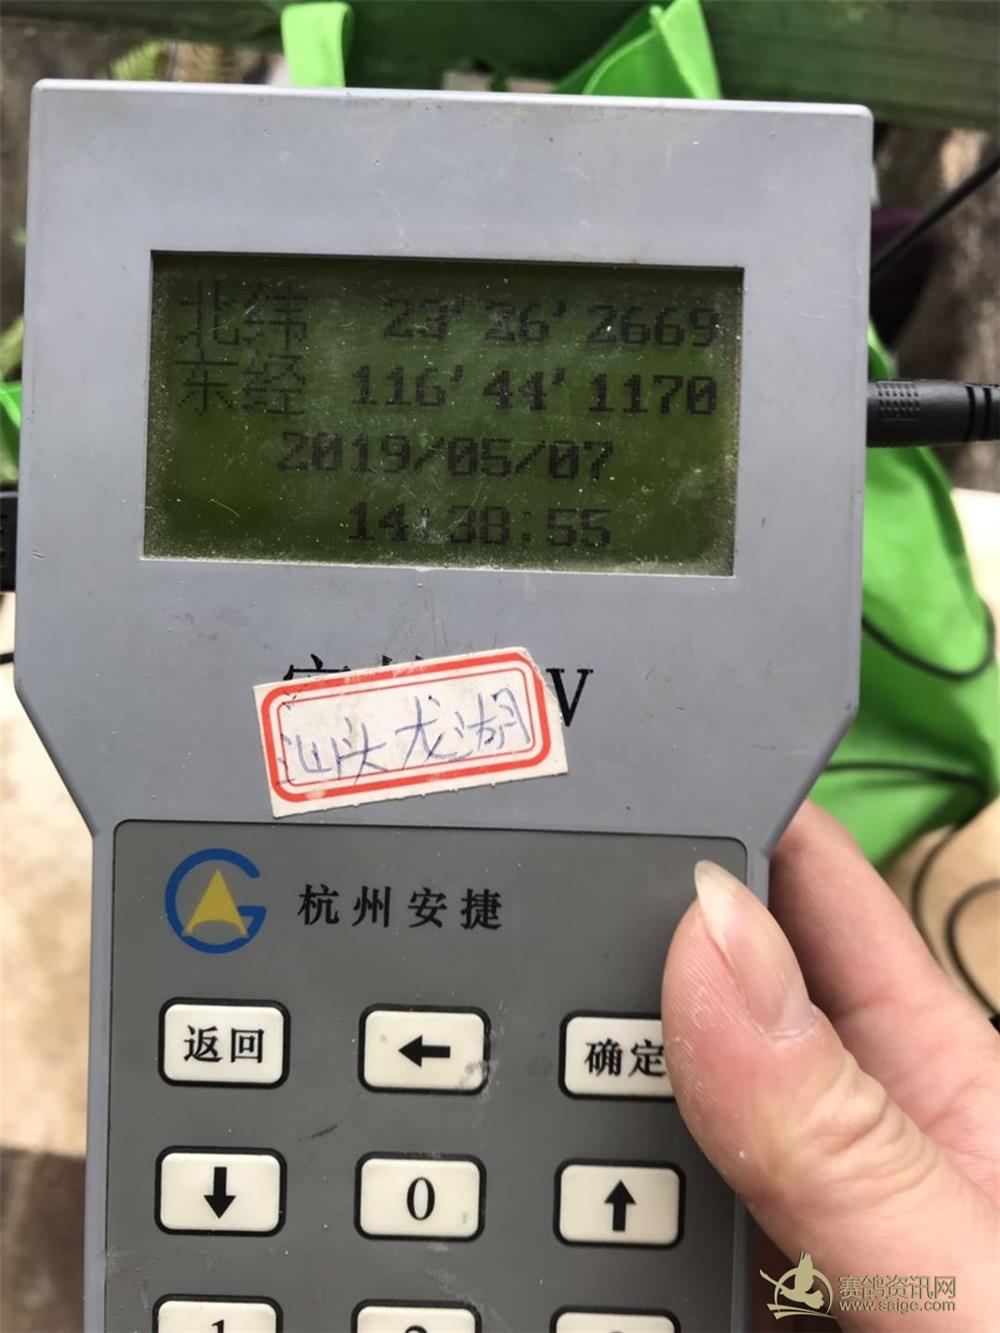 北纬 23' 26' 2669
东经 116' 44' 1170
2019/05/07
14:38:55
V
汕头龙湖
杭州安捷
返回 ← 确定
↓ 0 ↑
赛鸽资讯网
www.saige.com